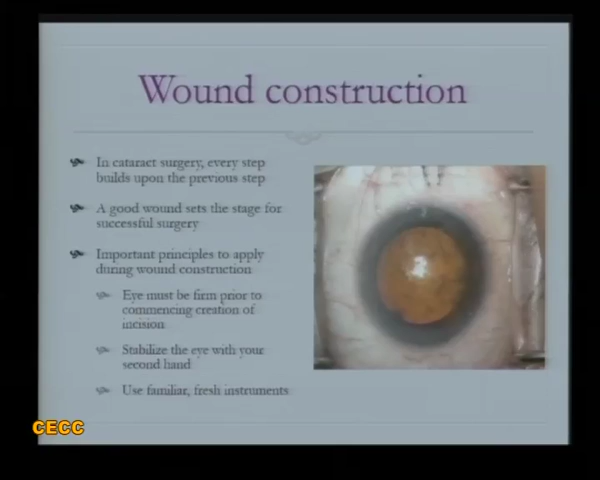 Wound construction
In cataract surgery, every step
builds upon the previous step
A good wound sets the stage for
successful surgery
Important principles to apply
during wound construction
Eye must be firm prior to
commencing creation of
incision
Stabilize the eye with your
second hand
Use familiar, fresh instruments
CECC